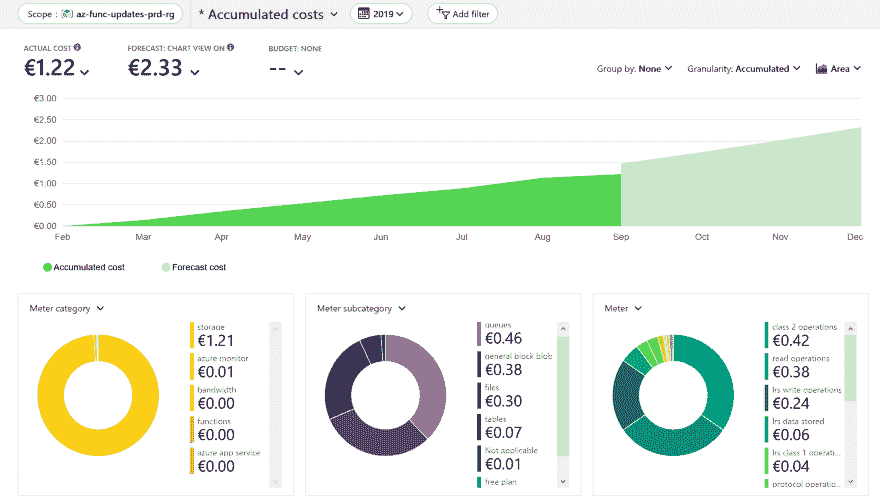 Scope : az-func-updates-prd-rg * Accumulated costs 2019 Add filter
ACTUAL COST FORECAST: CHART VIEW ON BUDGET: NONE
€1.22 €2.33 --
Group by: None Granularity: Accumulated Area
€3.00
€2.50
€2.00
€1.50
€1.00
€0.50
€0.00
Feb Mar Apr May Jun Jul Aug Sep Oct Nov Dec
Accumulated cost Forecast cost
Meter category
storage
€1.21
azure monitor
€0.01
bandwidth
€0.00
functions
€0.00
azure app service
€0.00
Meter subcategory
queues
€0.46
general block blob
€0.38
files
€0.30
tables
€0.07
Not applicable
€0.01
free plan
Meter
class 2 operations
€0.42
read operations
€0.38
lrs write operations
€0.24
lrs data stored
€0.06
lrs class 1 operati...
€0.04
protocol operatio...